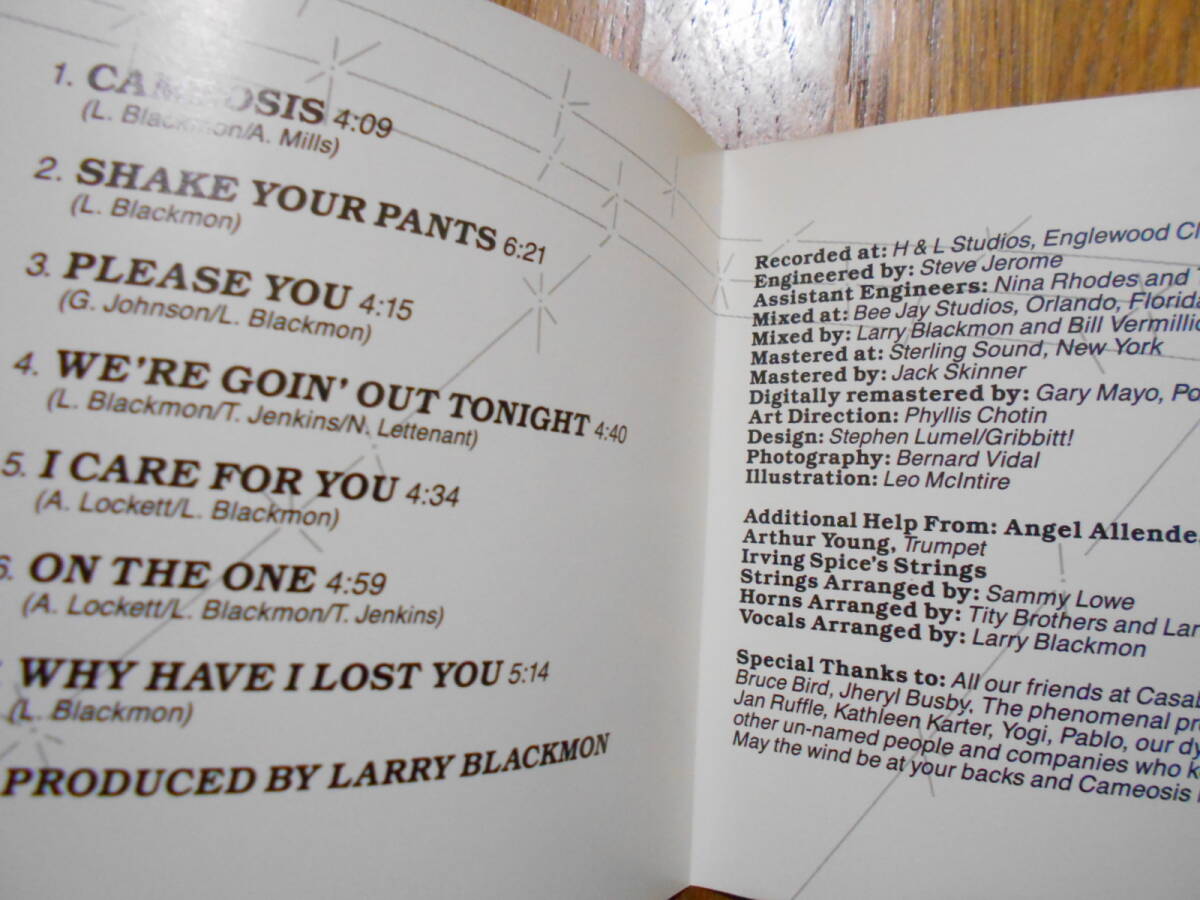 1. CAMEOSIS 4:09
(L. Blackmon/A. Mills)
2. SHAKE YOUR PANTS 6:21
(L. Blackmon)
3. PLEASE YOU 4:15
(G. Johnson/L. Blackmon)
4. WE'RE GOIN' OUT TONIGHT 4:40
(L. Blackmon/T. Jenkins/N. Lettenant)
5. I CARE FOR YOU 4:34
(A. Lockett/L. Blackmon)
6. ON THE ONE 4:59
(A. Lockett/L. Blackmon/T. Jenkins)
WHY HAVE I LOST YOU 5:14
(L. Blackmon)
PRODUCED BY LARRY BLACKMON
Recorded at: H & L Studios, Englewood Cl
Engineered by: Steve Jerome
Assistant Engineers: Nina Rhodes and
Mixed at: Bee Jay Studios, Orlando, Florida
Mixed by: Larry Blackmon and Bill Vermillio
Mastered at: Sterling Sound, New York
Mastered by: Jack Skinner
Digitally remastered by: Gary Mayo, Po
Art Direction: Phyllis Chotin
Design: Stephen Lumel/Gribbitt!
Photography: Bernard Vidal
Illustration: Leo McIntire
Additional Help From: Angel Allende
Arthur Young, Trumpet
Irving Spice's Strings
Strings Arranged by: Sammy Lowe
Horns Arranged by: Tity Brothers and Lar
Vocals Arranged by: Larry Blackmon
Special Thanks to: All our friends at Casab
Bruce Bird, Jheryl Busby, The phenomenal pr
Jan Ruffle, Kathleen Karter, Yogi, Pablo, our dy
other un-named people and companies who k
May the wind be at your backs and Cameosis